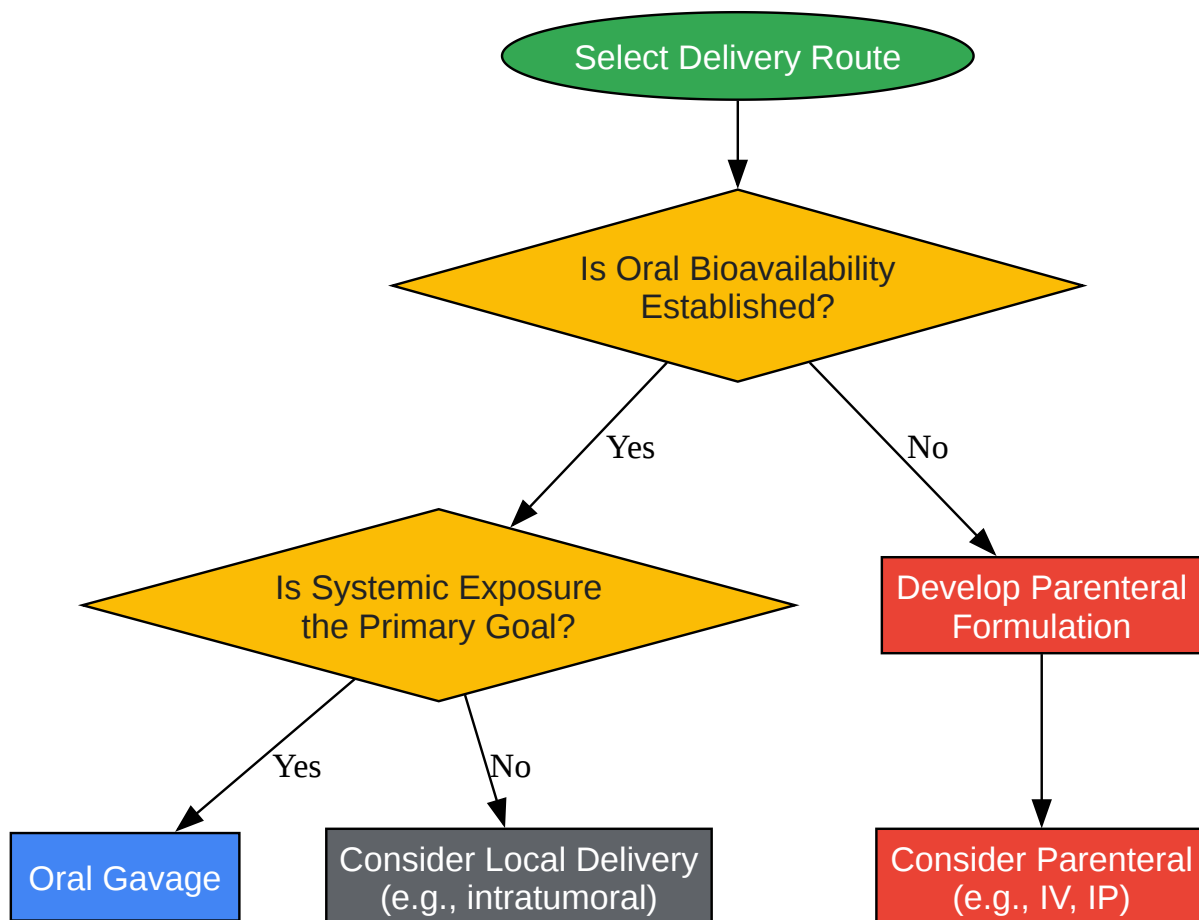 Select Delivery Route
Is Oral Bioavailability
Established?
Yes
No
Is Systemic Exposure
the Primary Goal?
Develop Parenteral
Formulation
Yes
No
Oral Gavage
Consider Local Delivery
(e.g., intratumoral)
Consider Parenteral
(e.g., IV, IP)